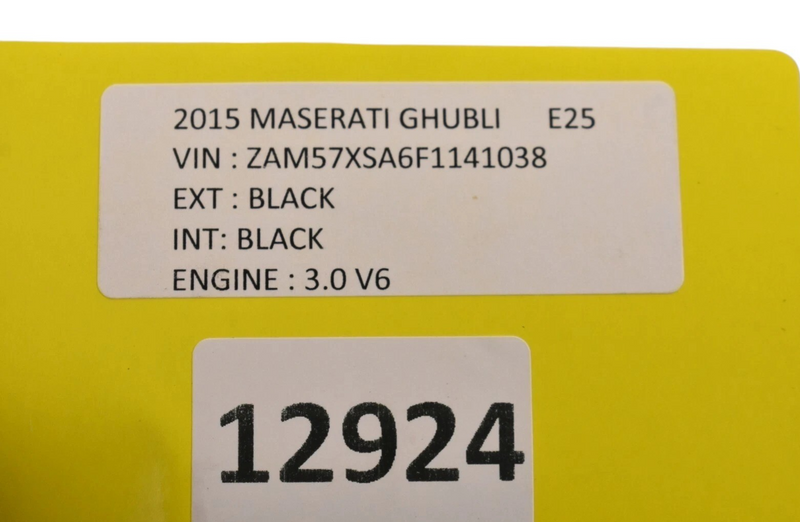 2015 MASERATI GHUBLI E25
VIN : ZAM57XSA6F1141038
EXT : BLACK
INT: BLACK
ENGINE : 3.0 V6
12924